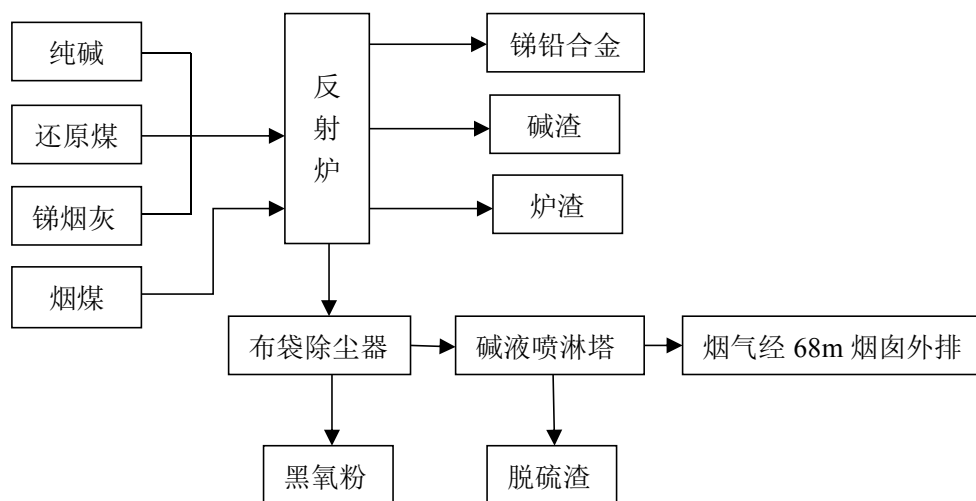 纯碱
还原煤
锑烟灰
烟煤
反
射
炉
锑铅合金
碱渣
炉渣
布袋除尘器
碱液喷淋塔
烟气经 68m 烟囱外排
黑氧粉
脱硫渣